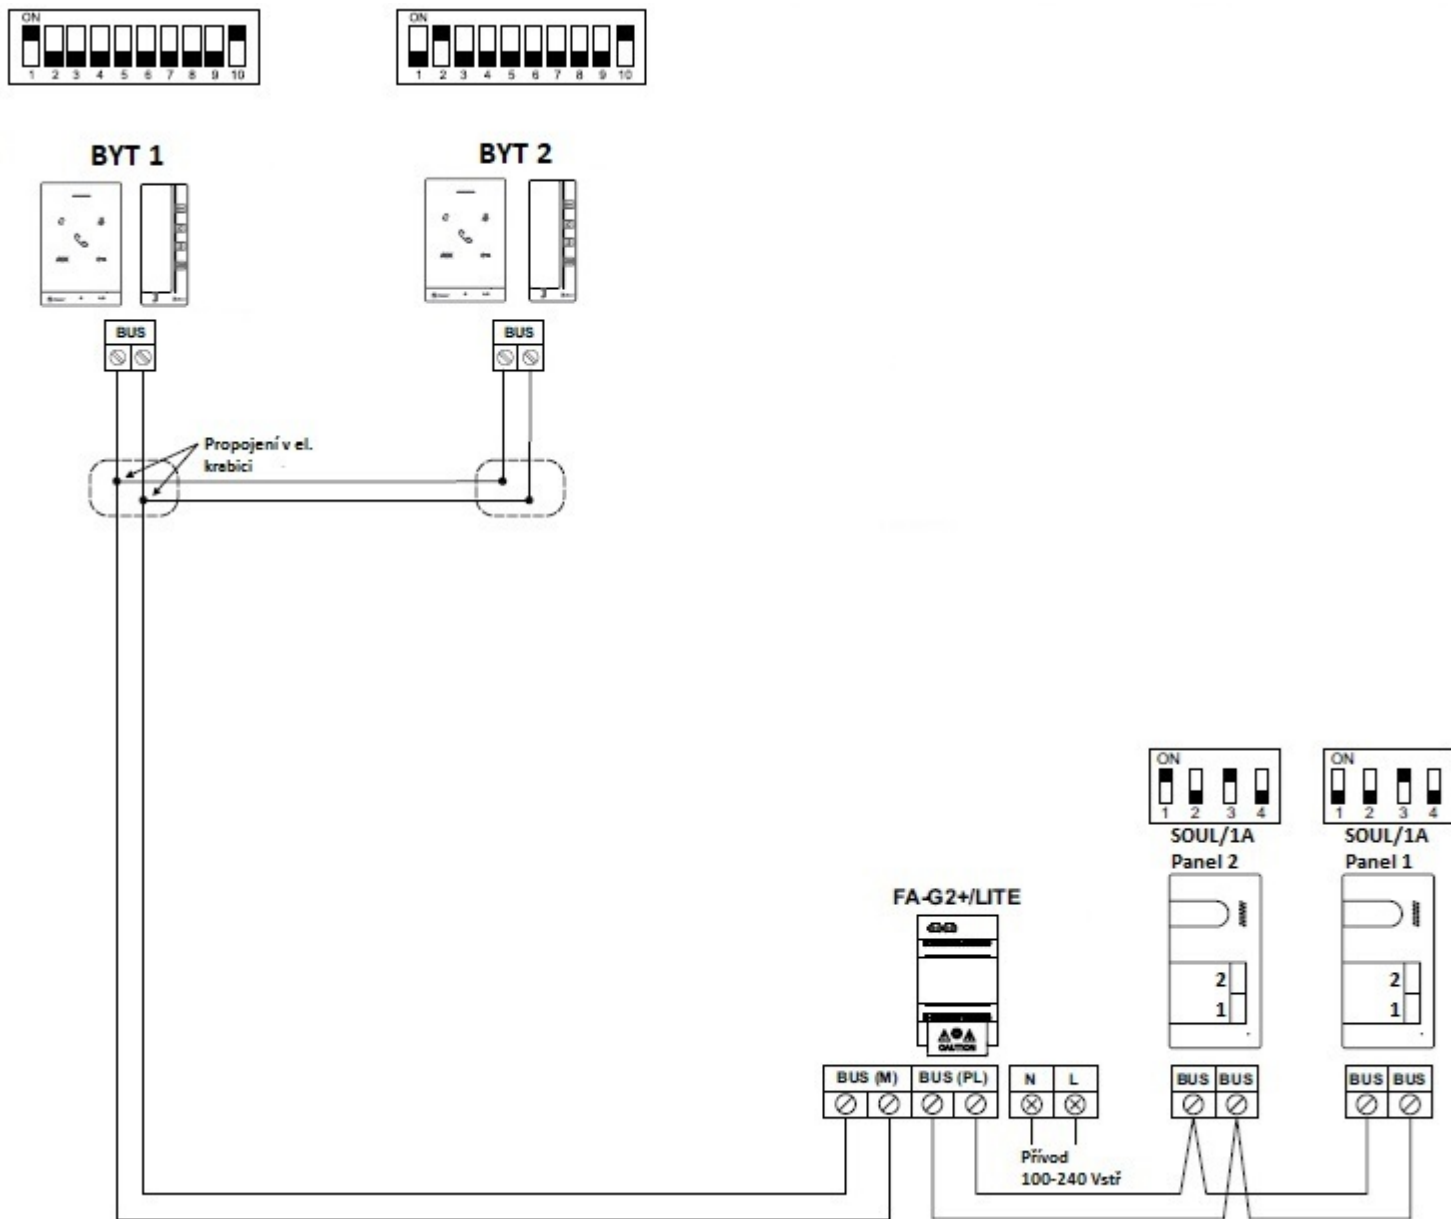 ON
1 2 3 4 5 6 7 8 9 10
ON
1 2 3 4 5 6 7 8 9 10
BYT 1
BYT 2
BUS
BUS
Propojení v el.
krabici
ON
1 2 3 4
SOUL/1A
Panel 2
ON
1 2 3 4
SOUL/1A
Panel 1
FA-G2+/LITE
CAUTION
2
1
2
1
BUS (M) BUS (PL) N L
BUS BUS
BUS BUS
Přívod
100-240 Vstř